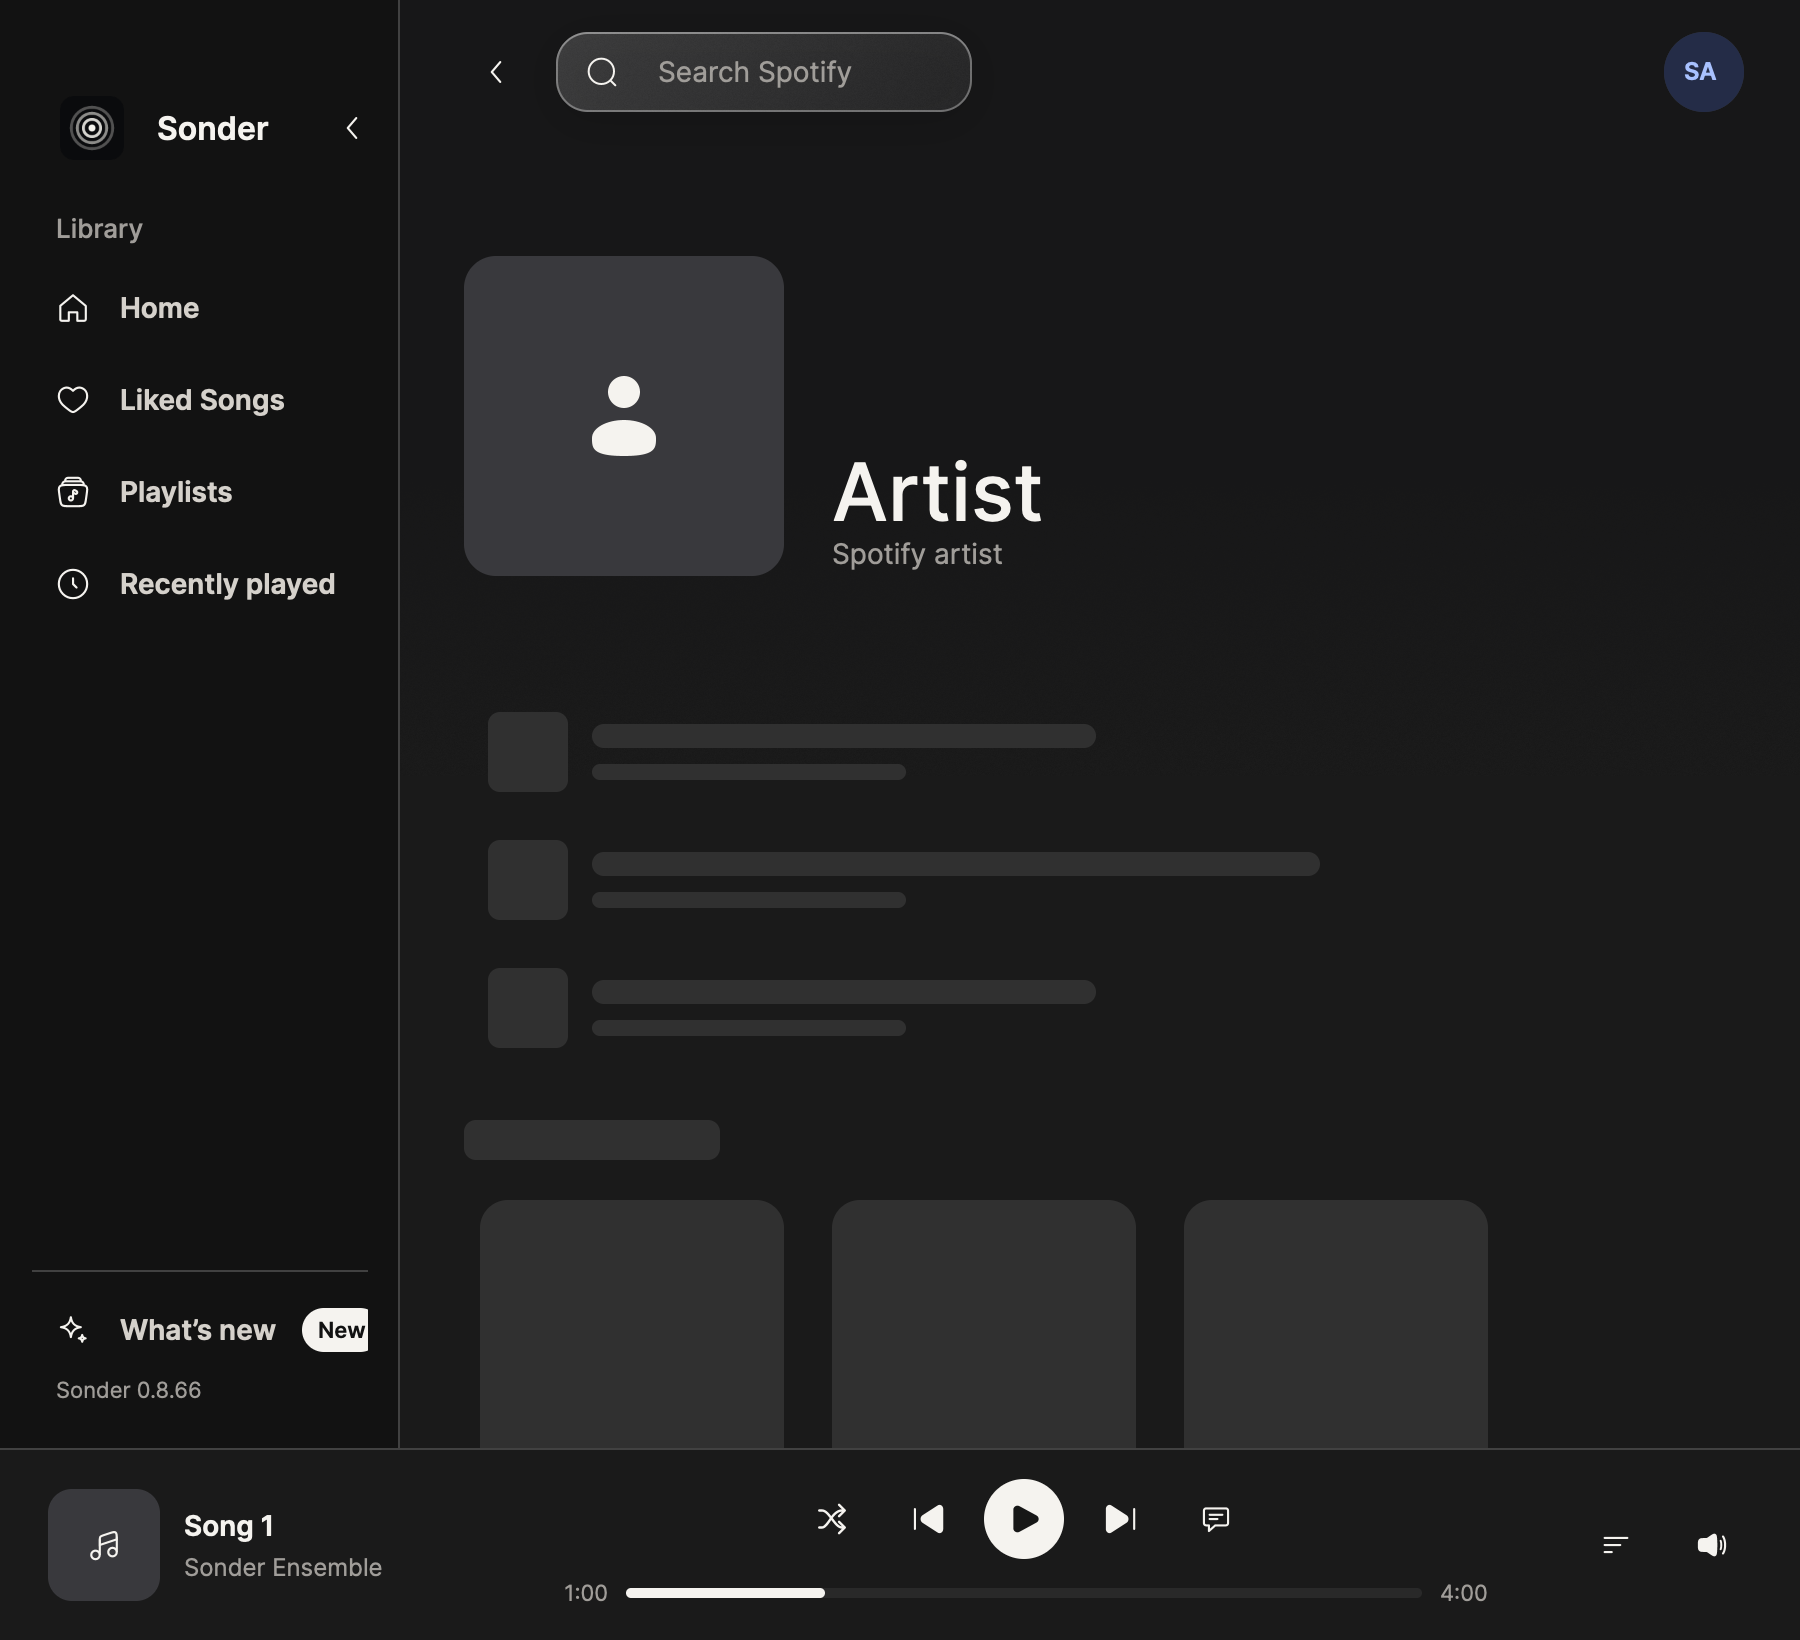 Search Spotify
SA
Sonder
Library
Home
Liked Songs
Playlists
Recently played
Artist
Spotify artist
What’s new
New
Sonder 0.8.66
Song 1
Sonder Ensemble
1:00
4:00